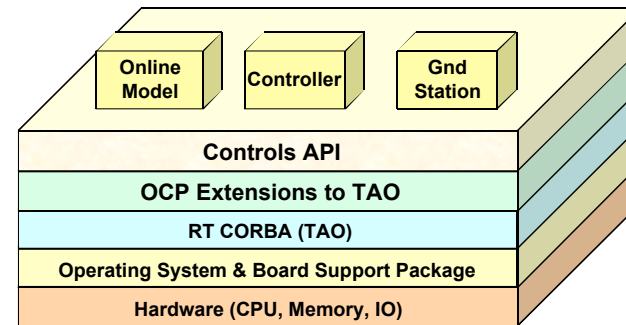 Online
Model
Controller
Gnd
Station
Controls API
OCP Extensions to TAO
RT CORBA (TAO)
Operating System & Board Support Package
Hardware (CPU, Memory, IO)